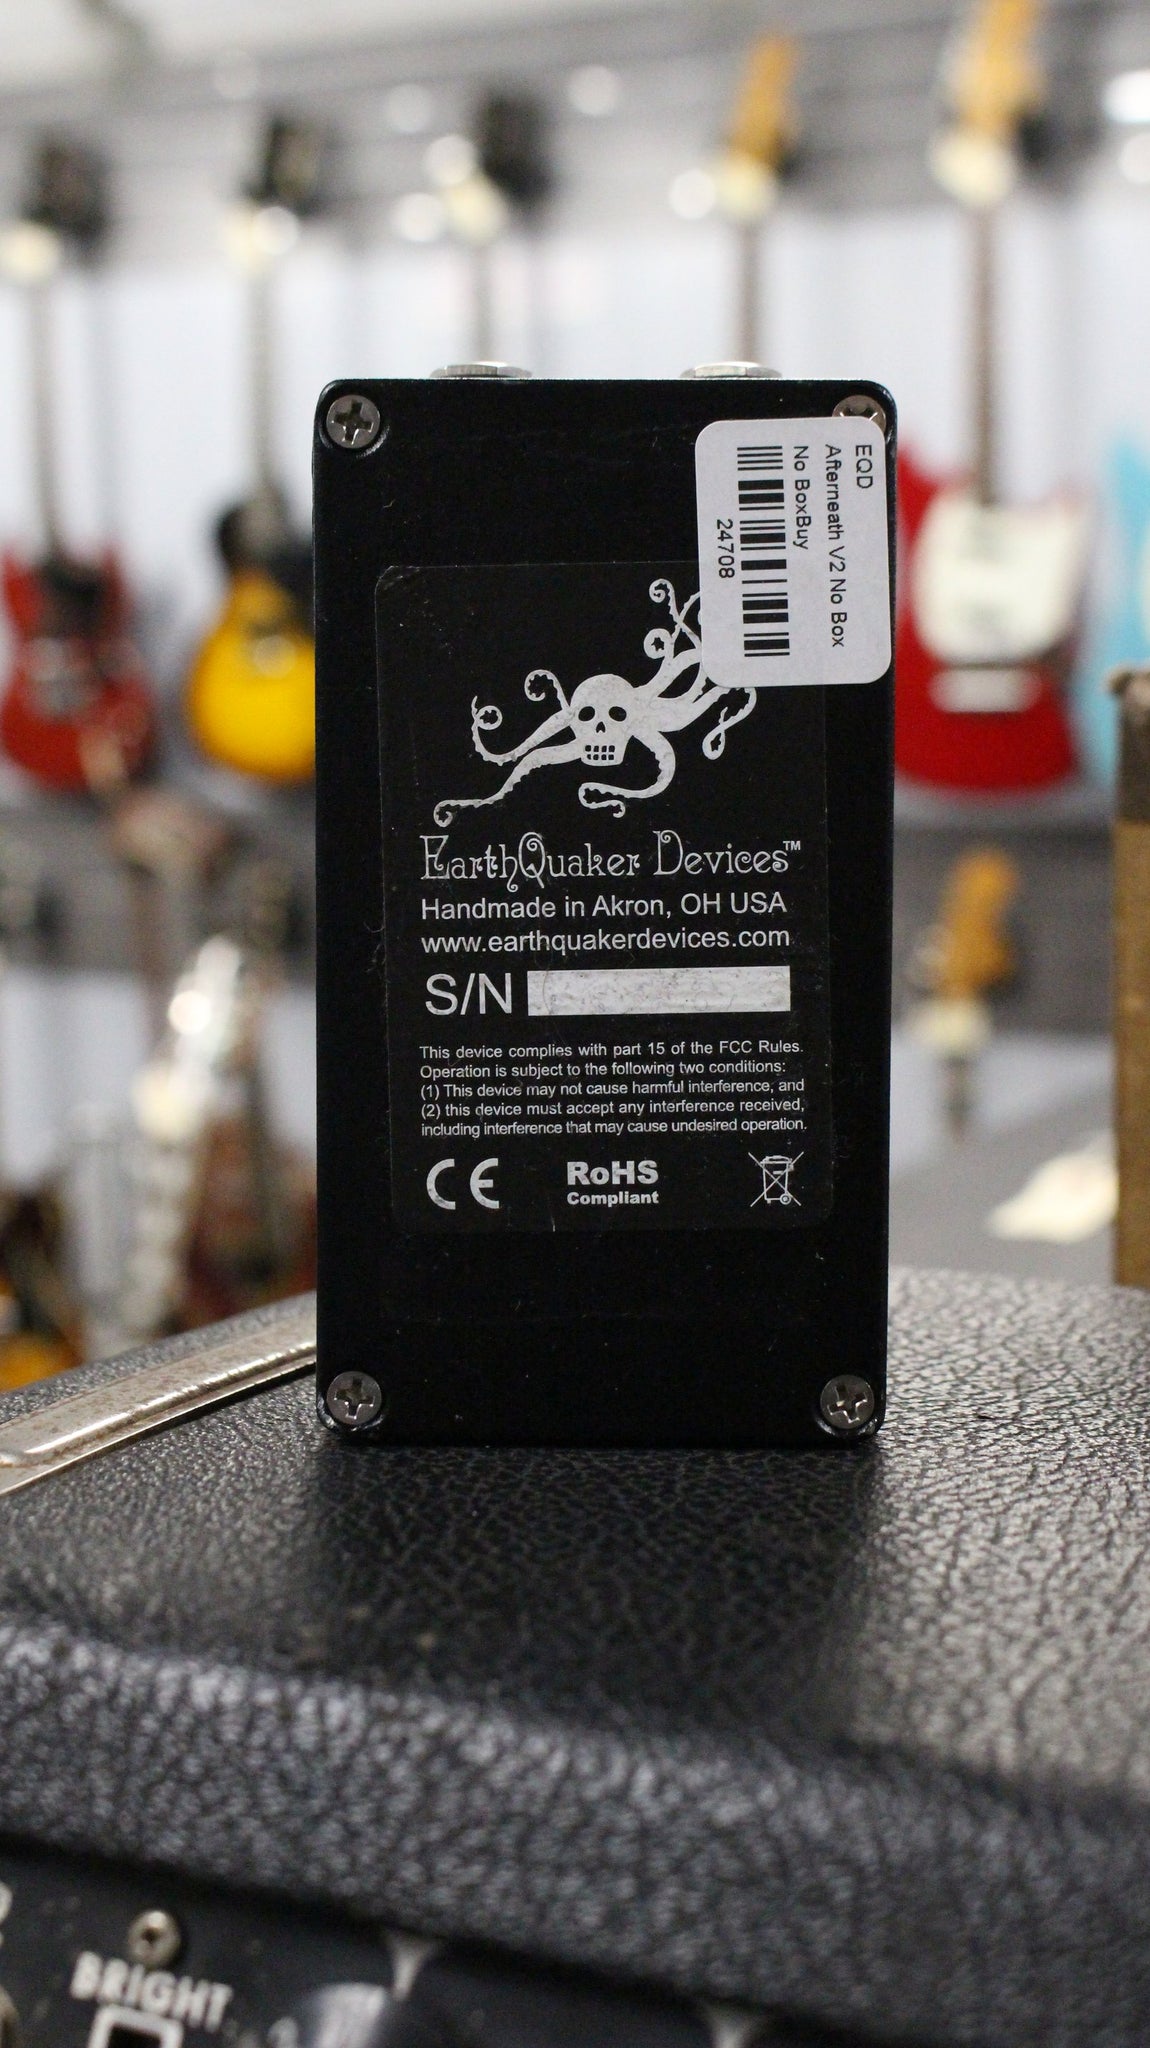 EQD
Afterneath V2 No Box
No BoxBuy
24708
EarthQuaker Devices™
Handmade in Akron, OH USA
www.earthquakerdevices.com
S/N
This device complies with part 15 of the FCC Rules.
Operation is subject to the following two conditions:
(1) This device may not cause harmful interference, and
(2) this device must accept any interference received,
including interference that may cause undesired operation.
CE
RoHS
Compliant
BRIGHT